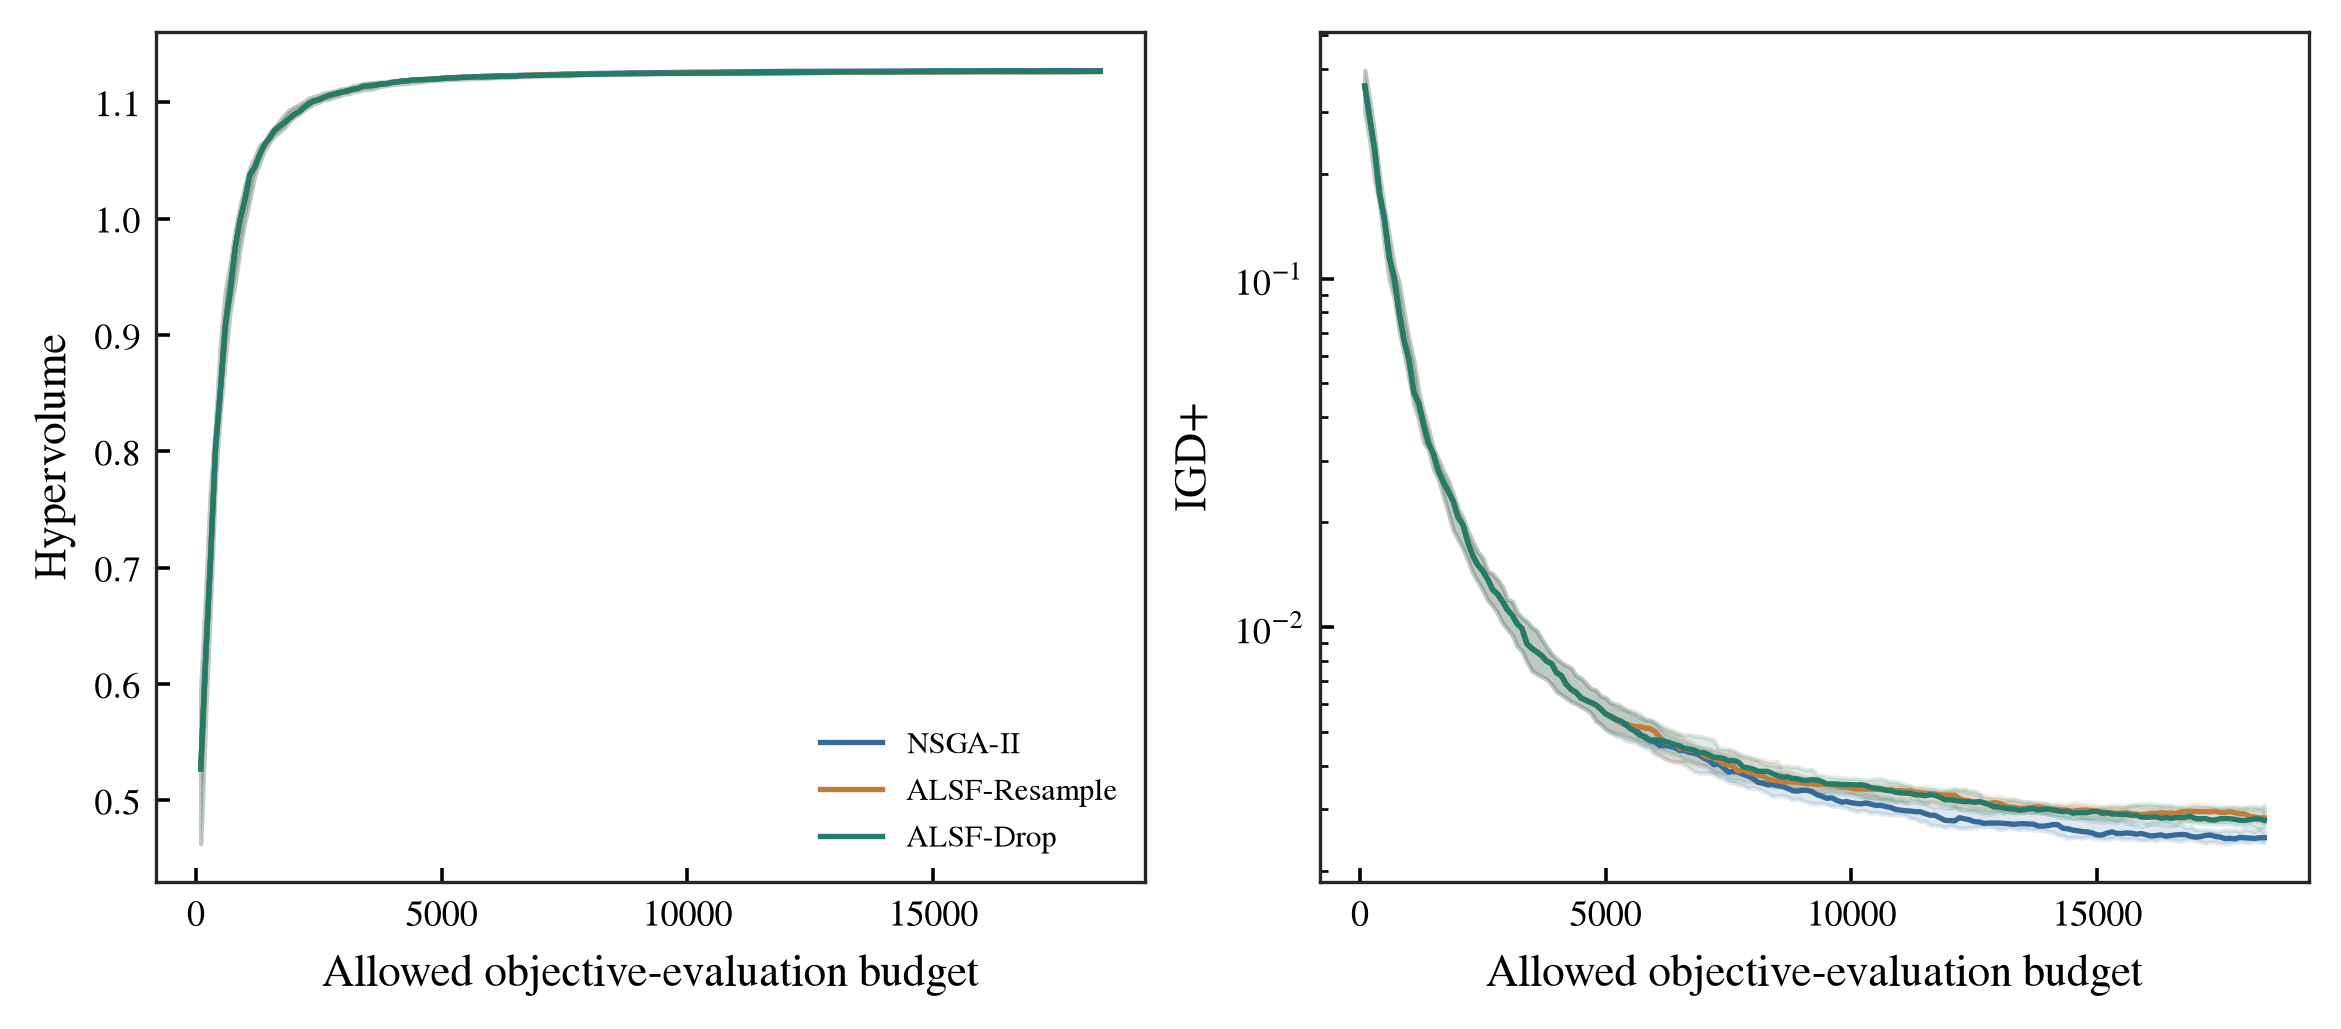 Hypervolume
1.1
1.0
0.9
0.8
0.7
0.6
0.5
NSGA-II
ALSF-Resample
ALSF-Drop
0 5000 10000 15000
Allowed objective-evaluation budget
IGD+
10⁻¹
10⁻²
0 5000 10000 15000
Allowed objective-evaluation budget